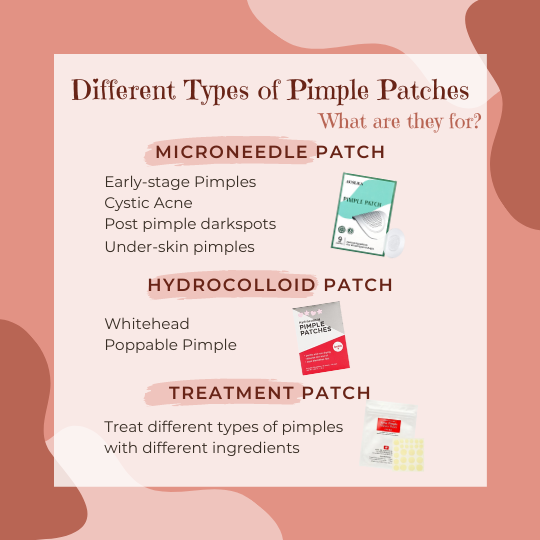 Different Types of Pimple Patches
What are they for?
MICRONEEDLE PATCH
Early-stage Pimples
Cystic Acne
Post pimple darkspots
Under-skin pimples
PIMPLE PATCH
9
HYDROCOLLOID PATCH
Whitehead
Poppable Pimple
PIMPLE
PATCHES
TREATMENT PATCH
Treat different types of pimples
with different ingredients